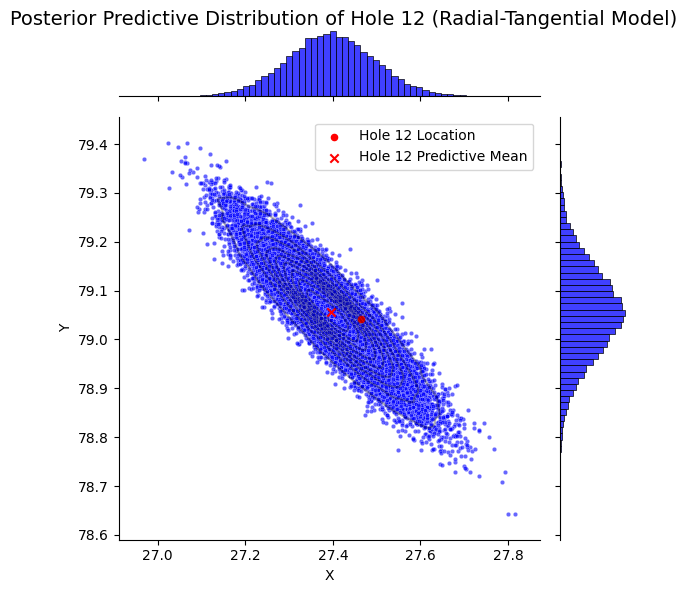 Posterior Predictive Distribution of Hole 12 (Radial-Tangential Model)
Hole 12 Location
Hole 12 Predictive Mean
79.4
79.3
79.2
79.1
79.0
78.9
78.8
78.7
78.6
Y
27.0 27.2 27.4 27.6 27.8
X